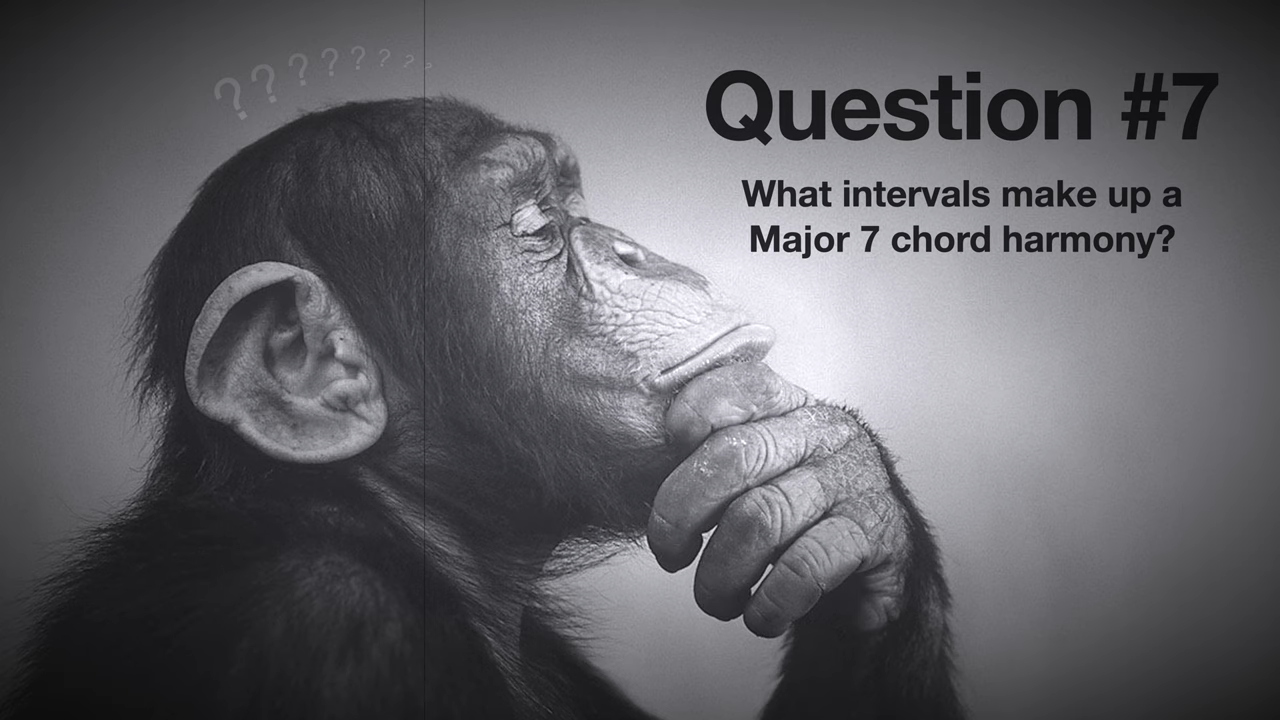 ? ? ? ? ? ? ? ?
Question #7
What intervals make up a
Major 7 chord harmony?